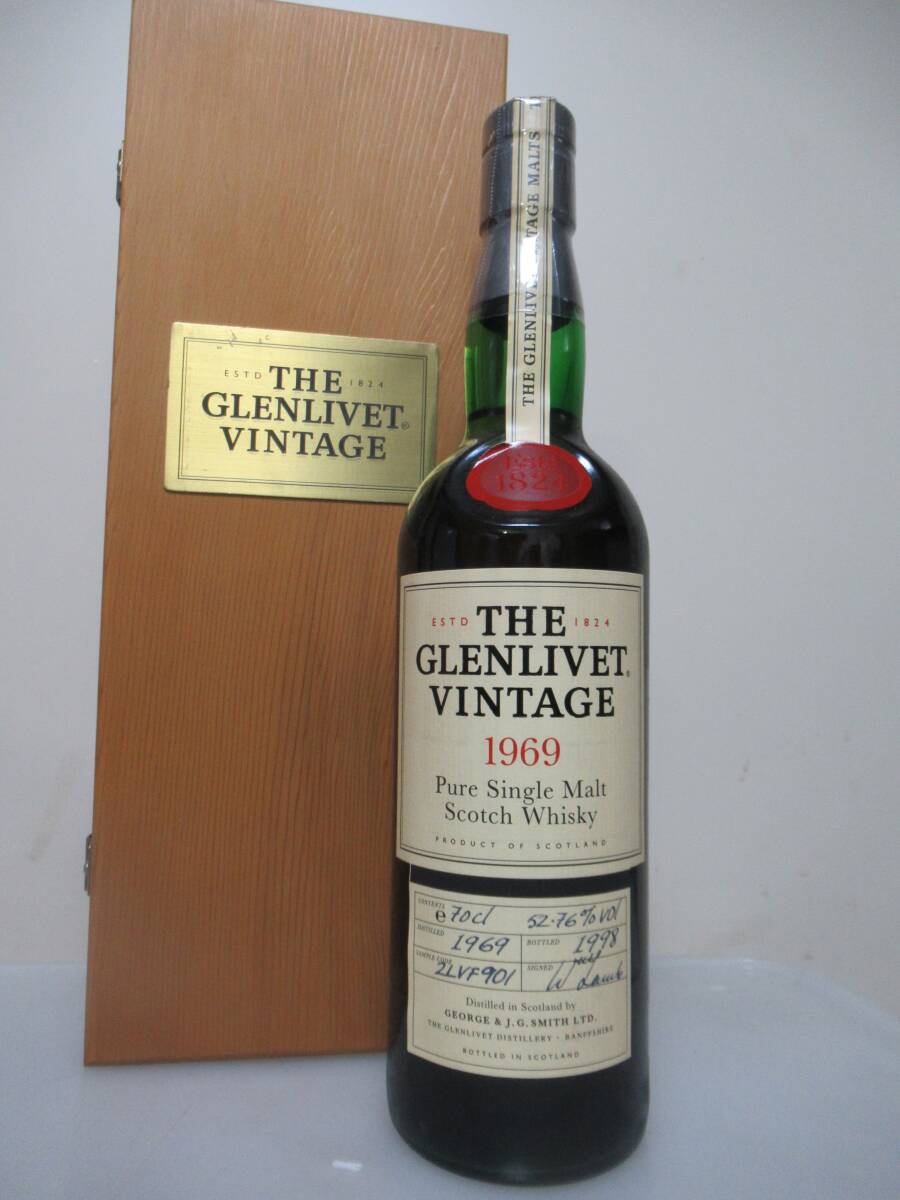 ESTD THE 1824
GLENLIVET®
VINTAGE
THE GLENLIVET VINTAGE MALTS
ESTD
1824
ESTD THE 1824
GLENLIVET®
VINTAGE
1969
Pure Single Malt
Scotch Whisky
PRODUCT OF SCOTLAND
CONTENTS e 70cl 52.76%vol
DISTILLED 1969 BOTTLED 1998
SAMPLE CODE 2LVF901 SIGNED
Distilled in Scotland by
GEORGE & J.G. SMITH LTD.
THE GLENLIVET DISTILLERY · BANFFSHIRE
BOTTLED IN SCOTLAND